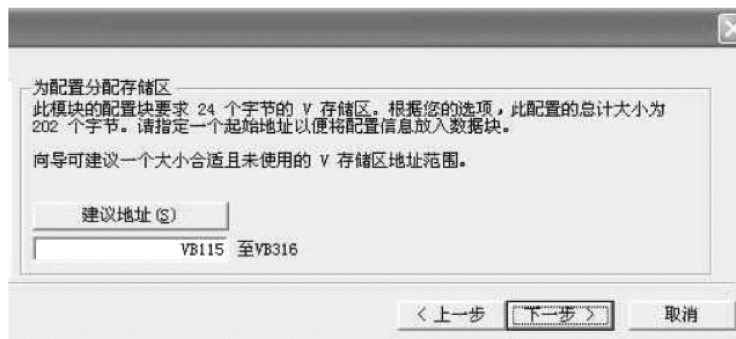 为配置分配存储区
此模块的配置块要求 24 个字节的 V 存储区。根据您的选项，此配置的总计大小为
202 个字节。请指定一个起始地址以便将配置信息放入数据块。
向导可建议一个大小合适且未使用的 V 存储区地址范围。
建议地址(S)
VB115 至VB316
< 上一步 下一步 > 取消